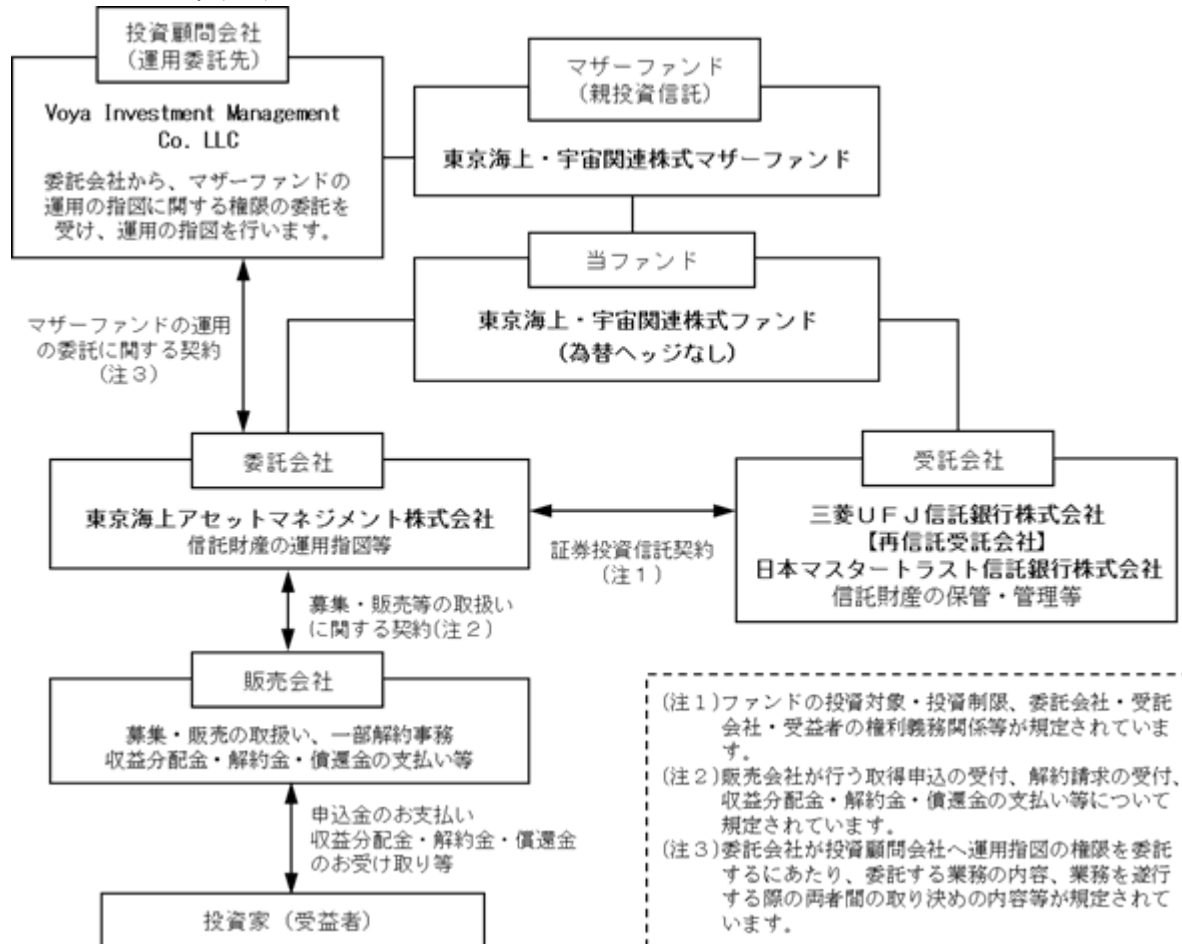 投資顧問会社
(運用委託先)
Voya Investment Management
Co. LLC
委託会社から、マザーファンドの
運用の指図に関する権限の委託を
受け、運用の指図を行います。
マザーファンド
(親投資信託)
東京海上・宇宙関連株式マザーファンド
当ファンド
東京海上・宇宙関連株式ファンド
(為替ヘッジなし)
マザーファンドの運用
の委託に関する契約
(注3)
委託会社
東京海上アセットマネジメント株式会社
信託財産の運用指図等
証券投資信託契約
(注1)
受託会社
三菱UFJ信託銀行株式会社
【再信託受託会社】
日本マスタートラスト信託銀行株式会社
信託財産の保管・管理等
募集・販売等の取扱い
に関する契約(注2)
販売会社
募集・販売の取扱い、一部解約事務
収益分配金・解約金・償還金の支払い等
申込金のお支払い
収益分配金・解約金・償還金
のお受け取り等
投資家(受益者)
(注1)ファンドの投資対象・投資制限、委託会社・受託
会社・受益者の権利義務関係等が規定されていま
す。
(注2)販売会社が行う取得申込の受付、解約請求の受付、
収益分配金・解約金・償還金の支払い等について
規定されています。
(注3)委託会社が投資顧問会社へ運用指図の権限を委託
するにあたり、委託する業務の内容、業務を遂行
する際の両者間の取り決めの内容等が規定されて
います。